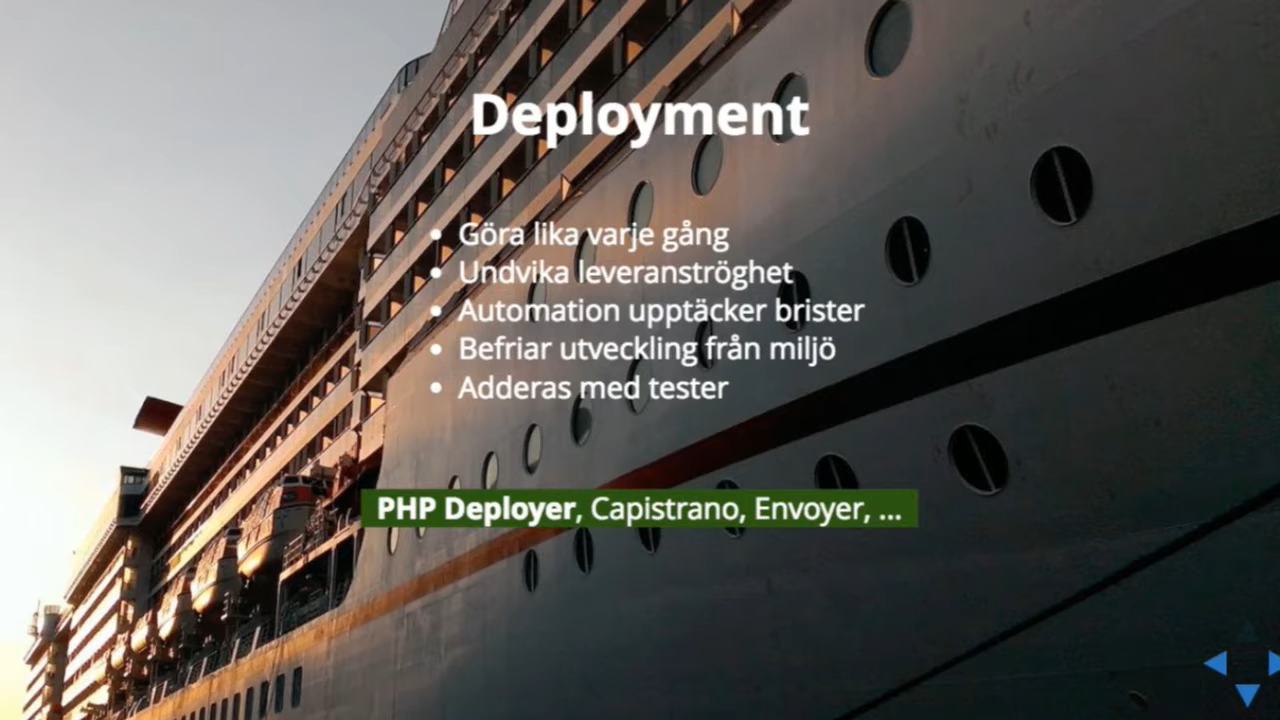 Deployment
Göra lika varje gång
Undvika leveranströghet
Automation upptäcker brister
Befriar utveckling från miljö
Adderas med tester
PHP Deployer, Capistrano, Envoyer, ...